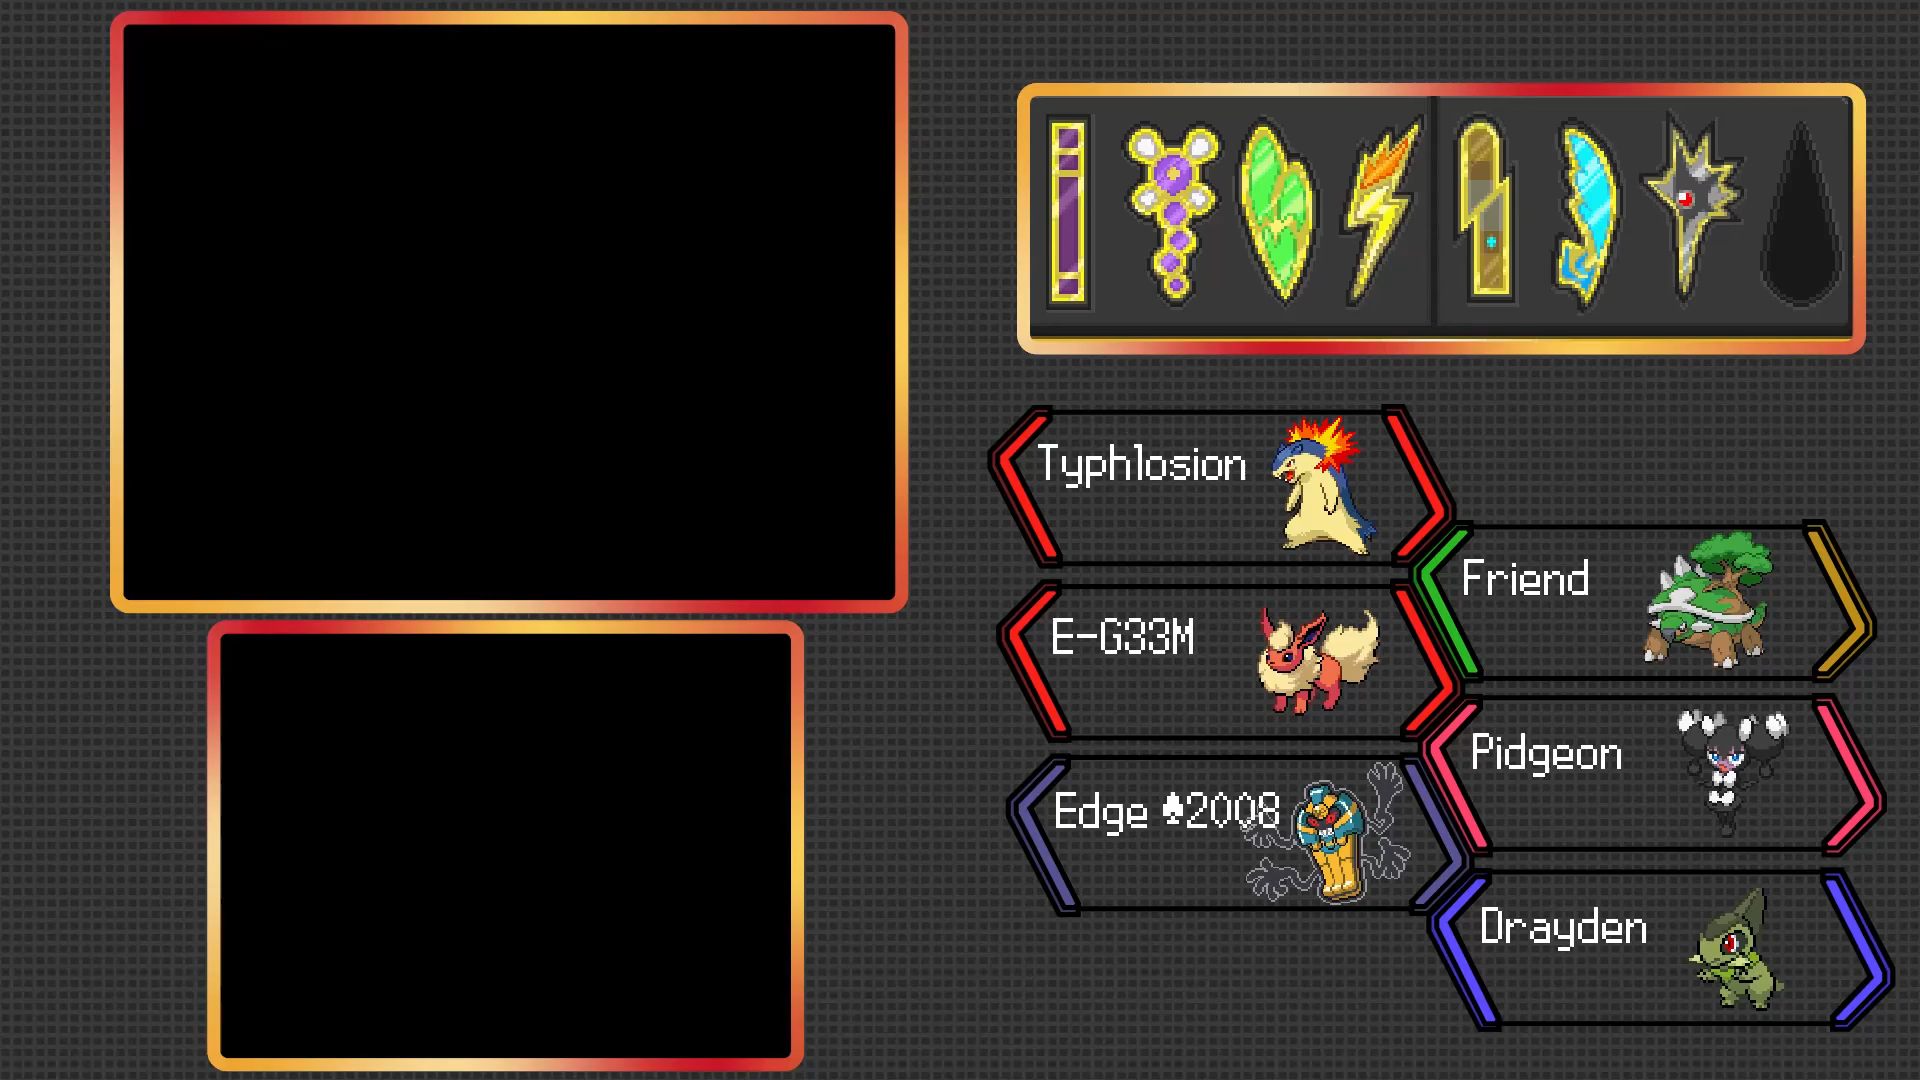 Typhlosion
Friend
E-G33M
Pidgeon
Edge ♠2008
Drayden